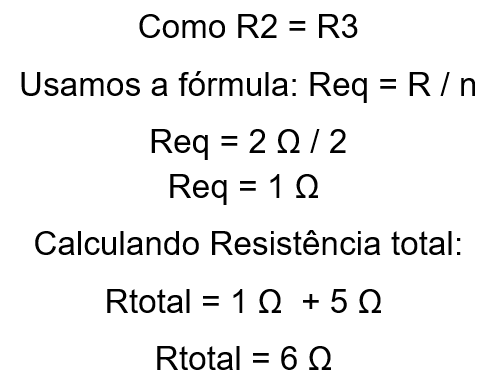 Como R2 = R3
Usamos a fórmula: Req = R / n
Req = 2 Ω / 2
Req = 1 Ω
Calculando Resistência total:
Rtotal = 1 Ω  + 5 Ω
Rtotal = 6 Ω